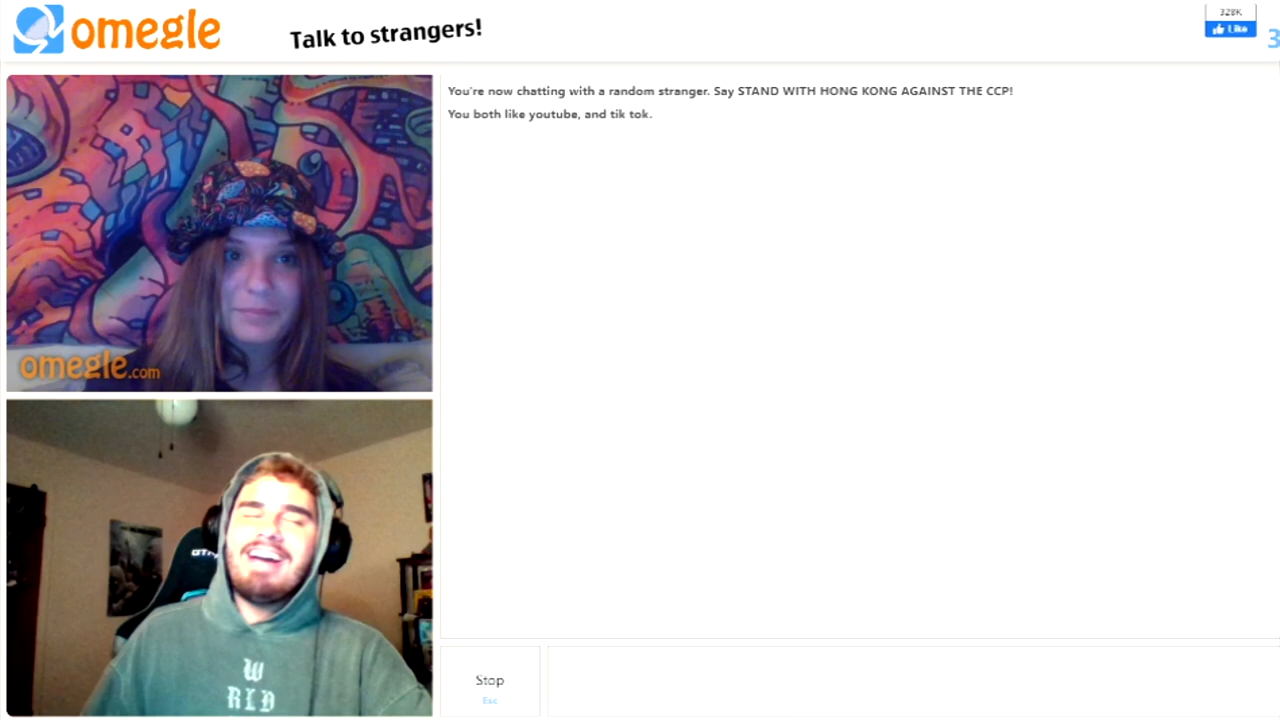 omegle
Talk to strangers!
328K
Like
3
You're now chatting with a random stranger. Say STAND WITH HONG KONG AGAINST THE CCP!
You both like youtube, and tik tok.
omegle.com
W
RLD
Stop
Esc